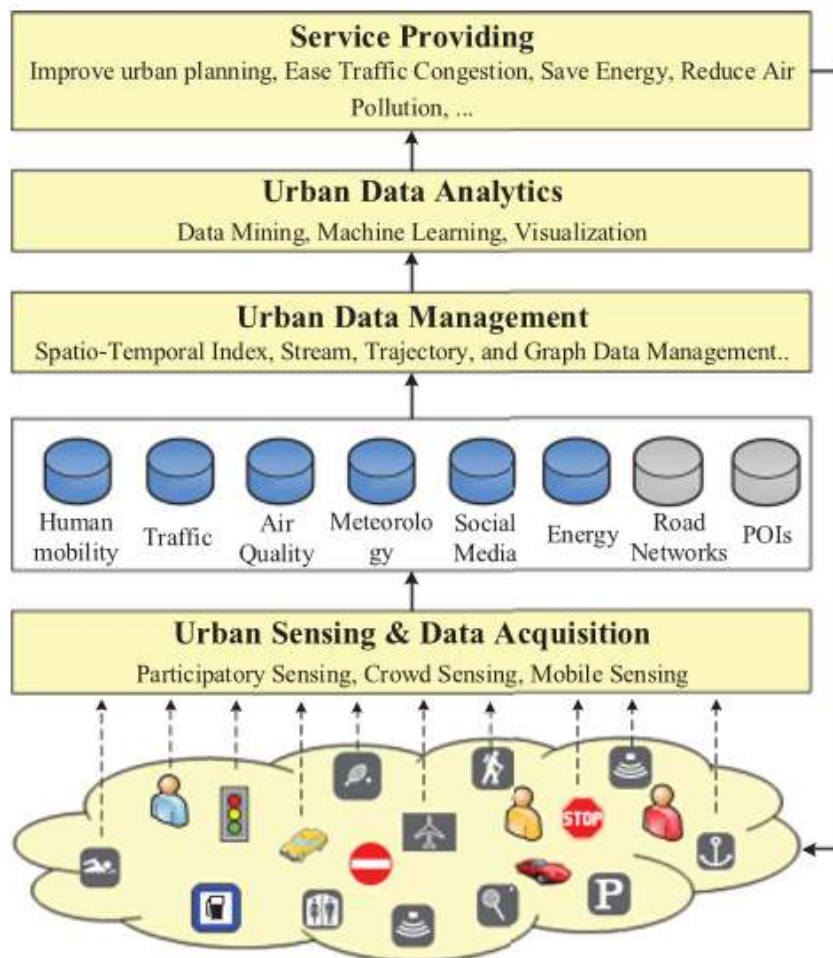 Service Providing
Improve urban planning, Ease Traffic Congestion, Save Energy, Reduce Air
Pollution, ...
Urban Data Analytics
Data Mining, Machine Learning, Visualization
Urban Data Management
Spatio-Temporal Index, Stream, Trajectory, and Graph Data Management..
Human
mobility
Traffic
Air
Quality
Meteorolo
gy
Social
Media
Energy
Road
Networks
POIs
Urban Sensing & Data Acquisition
Participatory Sensing, Crowd Sensing, Mobile Sensing
STOP
P